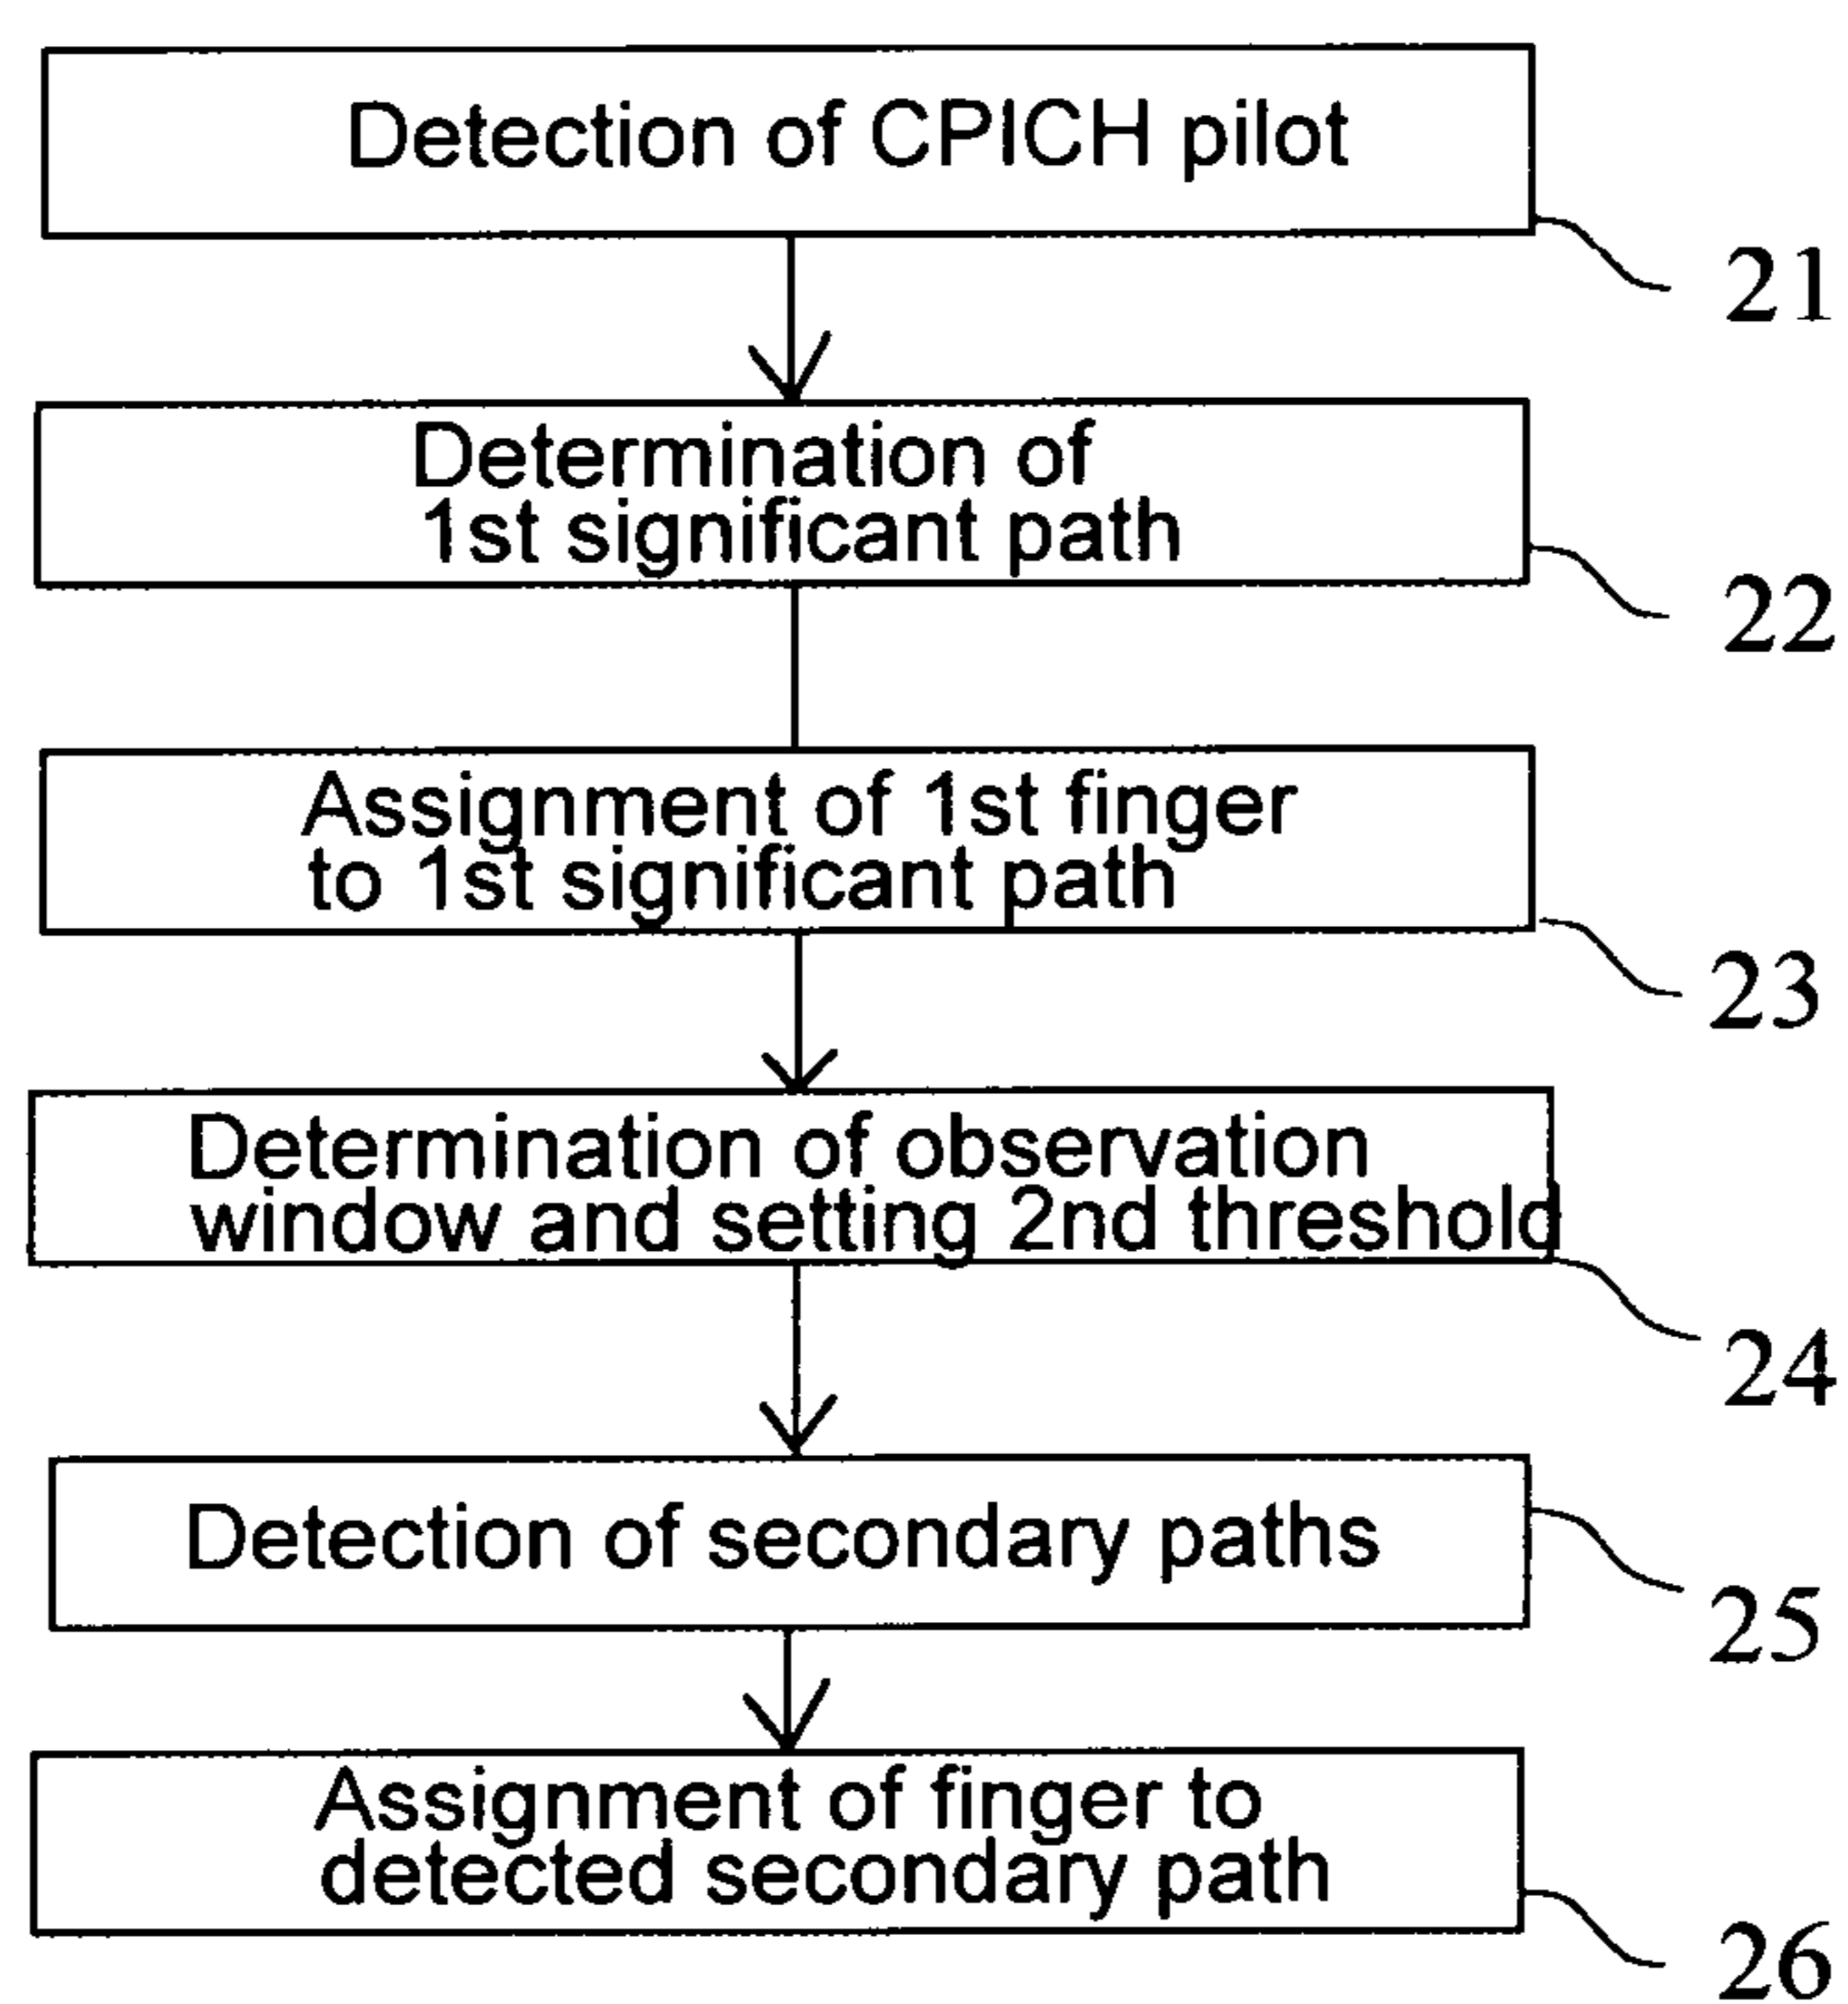 Detection of CPICH pilot
21
Determination of
1st significant path
22
Assignment of 1st finger
to 1st significant path
23
Determination of observation
window and setting 2nd threshold
24
Detection of secondary paths
25
Assignment of finger to
detected secondary path
26